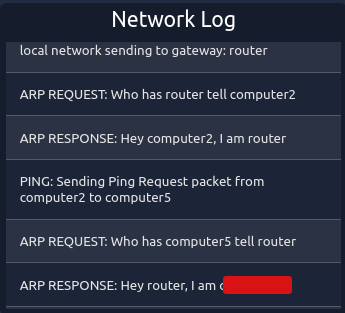 Network Log
local network sending to gateway: router
ARP REQUEST: Who has router tell computer2
ARP RESPONSE: Hey computer2, I am router
PING: Sending Ping Request packet from
computer2 to computer5
ARP REQUEST: Who has computer5 tell router
ARP RESPONSE: Hey router, I am